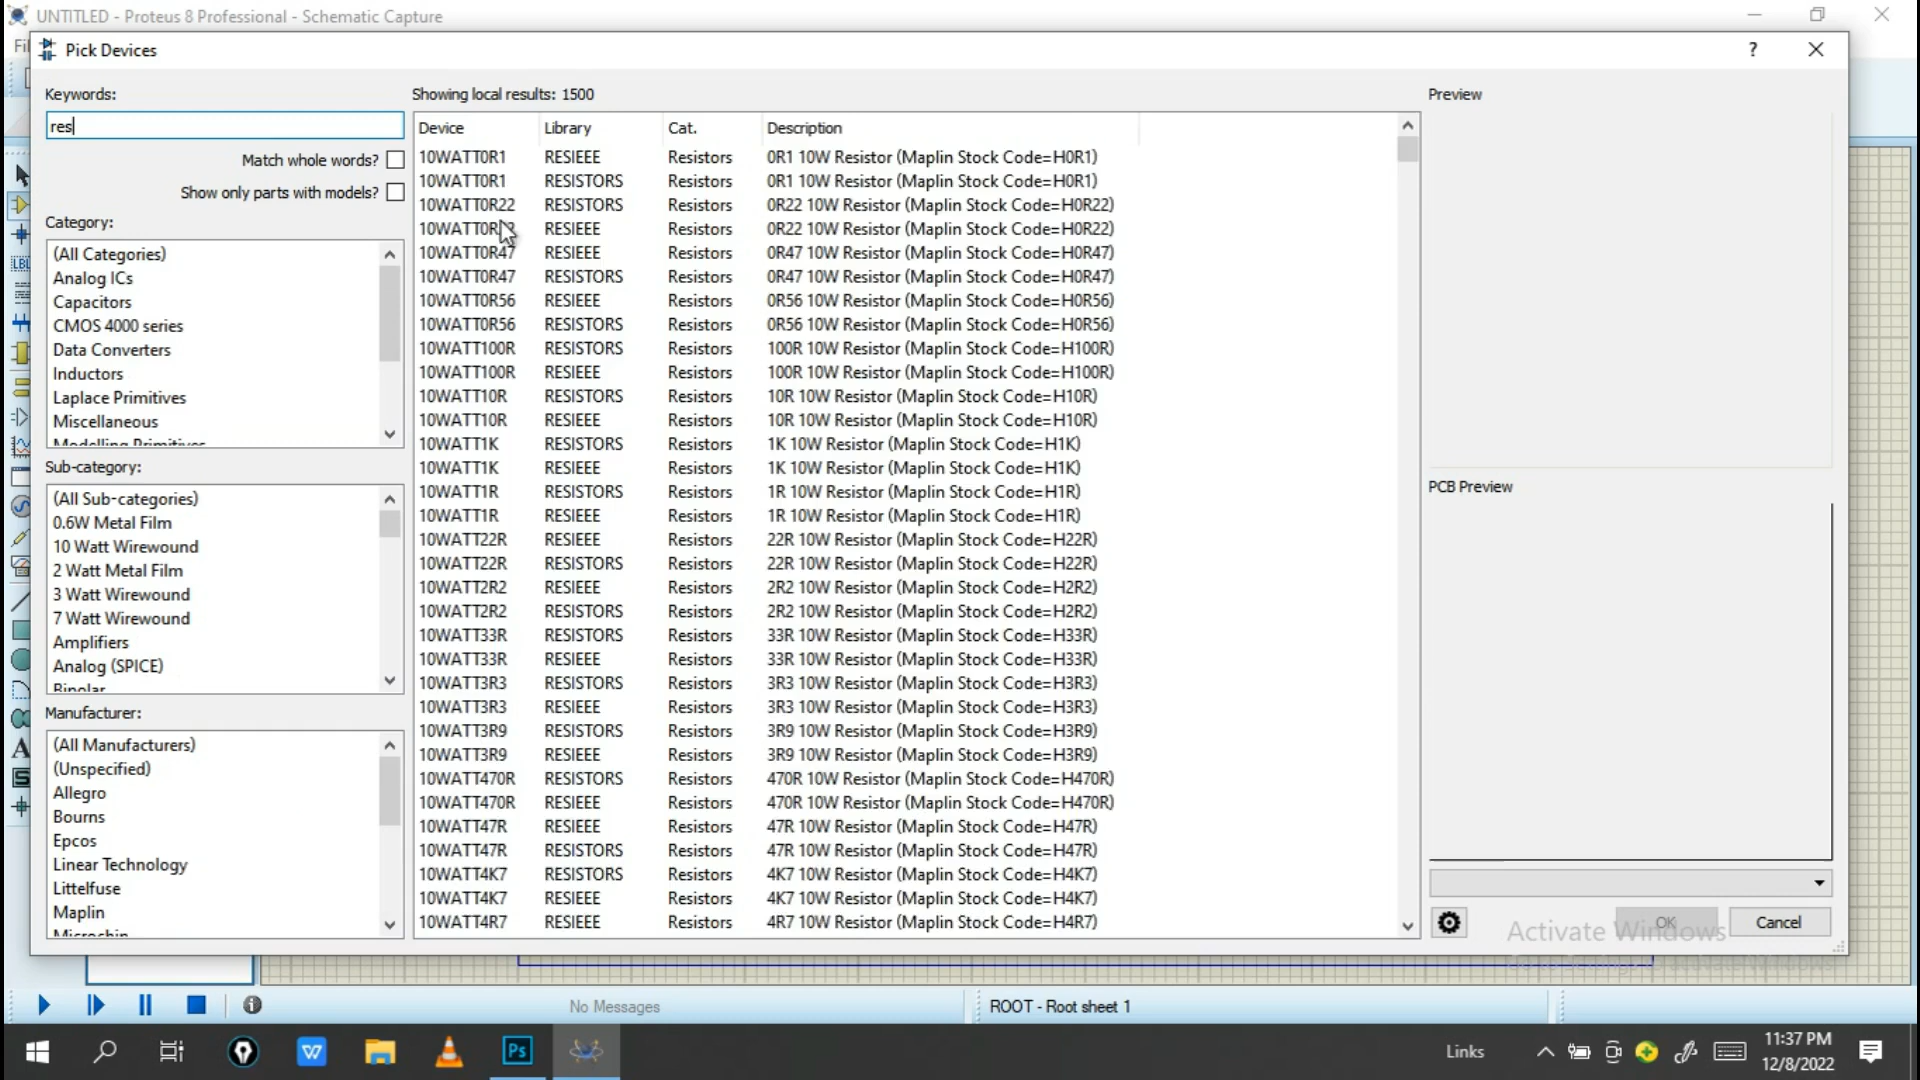 UNTITLED - Proteus 8 Professional - Schematic Capture
Pick Devices
Keywords:
res
Match whole words?
Show only parts with models?
Category:
(All Categories)
Analog ICs
Capacitors
CMOS 4000 series
Data Converters
Inductors
Laplace Primitives
Miscellaneous
Modelling Primitives
Sub-category:
(All Sub-categories)
0.6W Metal Film
10 Watt Wirewound
2 Watt Metal Film
3 Watt Wirewound
7 Watt Wirewound
Amplifiers
Analog (SPICE)
Bipolar
Manufacturer:
(All Manufacturers)
(Unspecified)
Allegro
Bourns
Epcos
Linear Technology
Littelfuse
Maplin
Microchip
Showing local results: 1500
Device Library Cat. Description
10WATT0R1 RESIEEE Resistors 0R1 10W Resistor (Maplin Stock Code=H0R1)
10WATT0R1 RESISTORS Resistors 0R1 10W Resistor (Maplin Stock Code=H0R1)
10WATT0R22 RESISTORS Resistors 0R22 10W Resistor (Maplin Stock Code=H0R22)
RESIEEE Resistors 0R22 10W Resistor (Maplin Stock Code=H0R22)
10WATT0R47 RESIEEE Resistors 0R47 10W Resistor (Maplin Stock Code=H0R47)
10WATT0R47 RESISTORS Resistors 0R47 10W Resistor (Maplin Stock Code=H0R47)
10WATT0R56 RESIEEE Resistors 0R56 10W Resistor (Maplin Stock Code=H0R56)
10WATT0R56 RESISTORS Resistors 0R56 10W Resistor (Maplin Stock Code=H0R56)
10WATT100R RESISTORS Resistors 100R 10W Resistor (Maplin Stock Code=H100R)
10WATT100R RESIEEE Resistors 100R 10W Resistor (Maplin Stock Code=H100R)
10WATT10R RESISTORS Resistors 10R 10W Resistor (Maplin Stock Code=H10R)
10WATT10R RESIEEE Resistors 10R 10W Resistor (Maplin Stock Code=H10R)
10WATT1K RESISTORS Resistors 1K 10W Resistor (Maplin Stock Code=H1K)
10WATT1K RESIEEE Resistors 1K 10W Resistor (Maplin Stock Code=H1K)
10WATT1R RESISTORS Resistors 1R 10W Resistor (Maplin Stock Code=H1R)
10WATT1R RESIEEE Resistors 1R 10W Resistor (Maplin Stock Code=H1R)
10WATT22R RESIEEE Resistors 22R 10W Resistor (Maplin Stock Code=H22R)
10WATT22R RESISTORS Resistors 22R 10W Resistor (Maplin Stock Code=H22R)
10WATT2R2 RESIEEE Resistors 2R2 10W Resistor (Maplin Stock Code=H2R2)
10WATT2R2 RESISTORS Resistors 2R2 10W Resistor (Maplin Stock Code=H2R2)
10WATT33R RESISTORS Resistors 33R 10W Resistor (Maplin Stock Code=H33R)
10WATT33R RESIEEE Resistors 33R 10W Resistor (Maplin Stock Code=H33R)
10WATT3R3 RESISTORS Resistors 3R3 10W Resistor (Maplin Stock Code=H3R3)
10WATT3R3 RESIEEE Resistors 3R3 10W Resistor (Maplin Stock Code=H3R3)
10WATT3R9 RESISTORS Resistors 3R9 10W Resistor (Maplin Stock Code=H3R9)
10WATT3R9 RESIEEE Resistors 3R9 10W Resistor (Maplin Stock Code=H3R9)
10WATT470R RESISTORS Resistors 470R 10W Resistor (Maplin Stock Code=H470R)
10WATT470R RESIEEE Resistors 470R 10W Resistor (Maplin Stock Code=H470R)
10WATT47R RESIEEE Resistors 47R 10W Resistor (Maplin Stock Code=H47R)
10WATT47R RESISTORS Resistors 47R 10W Resistor (Maplin Stock Code=H47R)
10WATT4K7 RESISTORS Resistors 4K7 10W Resistor (Maplin Stock Code=H4K7)
10WATT4K7 RESIEEE Resistors 4K7 10W Resistor (Maplin Stock Code=H4K7)
10WATT4R7 RESIEEE Resistors 4R7 10W Resistor (Maplin Stock Code=H4R7)
Preview
PCB Preview
OK Cancel
Activate Windows
LBL
A
S
No Messages ROOT - Root sheet 1
W Ps Links
11:37 PM
12/8/2022